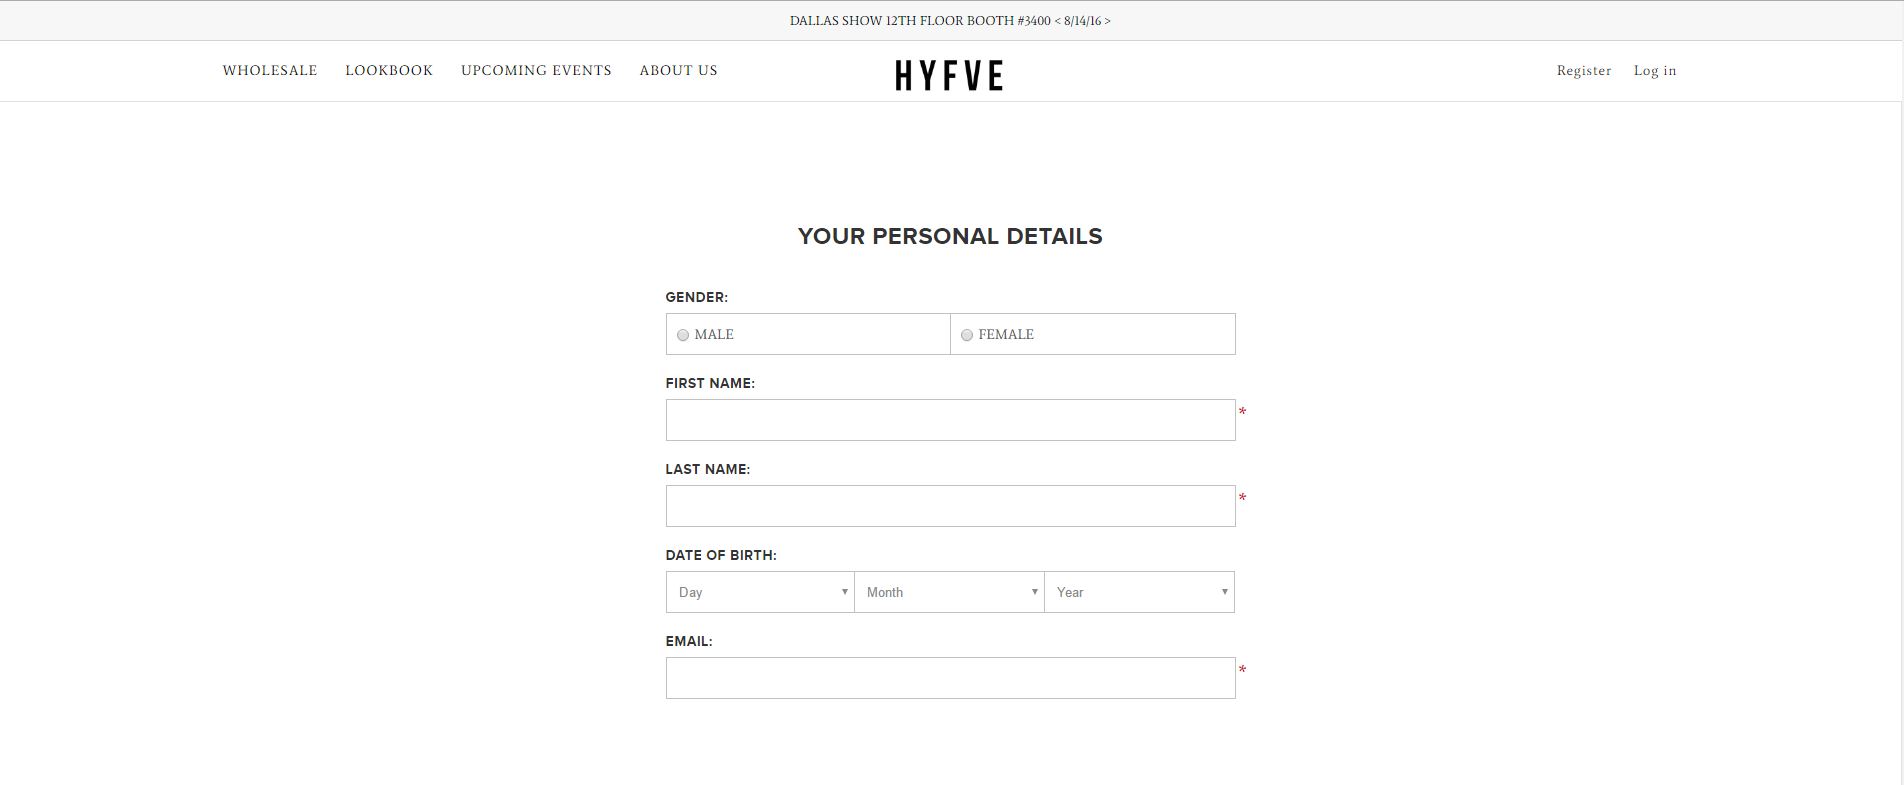 DALLAS SHOW 12TH FLOOR BOOTH #3400 < 8/14/16 >
WHOLESALE LOOKBOOK UPCOMING EVENTS ABOUT US HYFVE Register Log in
YOUR PERSONAL DETAILS
GENDER:
MALE FEMALE
FIRST NAME:
*
LAST NAME:
*
DATE OF BIRTH:
Day Month Year
EMAIL:
*